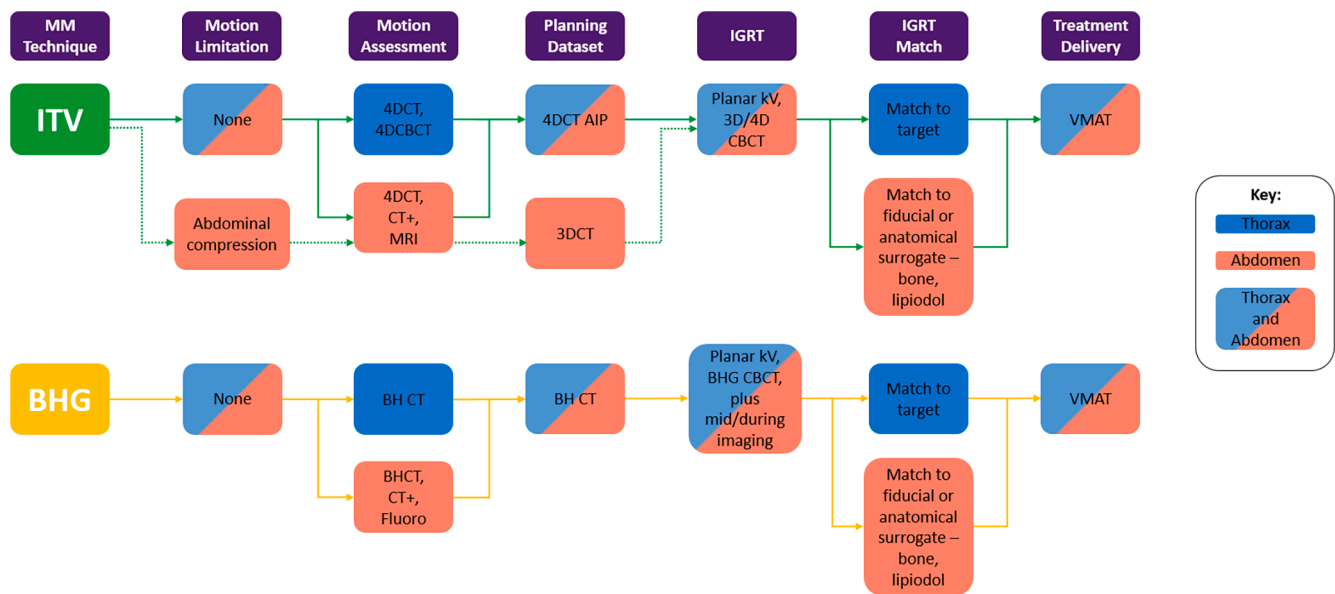 MM
Technique
Motion
Limitation
Motion
Assessment
Planning
Dataset
IGRT
IGRT
Match
Treatment
Delivery
ITV
None
4DCT,
4DCBCT
4DCT AIP
Planar kV,
3D/4D
CBCT
Match to
target
VMAT
Abdominal
compression
4DCT,
CT+,
MRI
3DCT
Match to
fiducial or
anatomical
surrogate –
bone,
lipiodol
Key:
Thorax
Abdomen
Thorax
and
Abdomen
BHG
None
BH CT
BH CT
Planar kV,
BHG CBCT,
plus
mid/during
imaging
Match to
target
VMAT
BHCT,
CT+,
Fluoro
Match to
fiducial or
anatomical
surrogate –
bone,
lipiodol